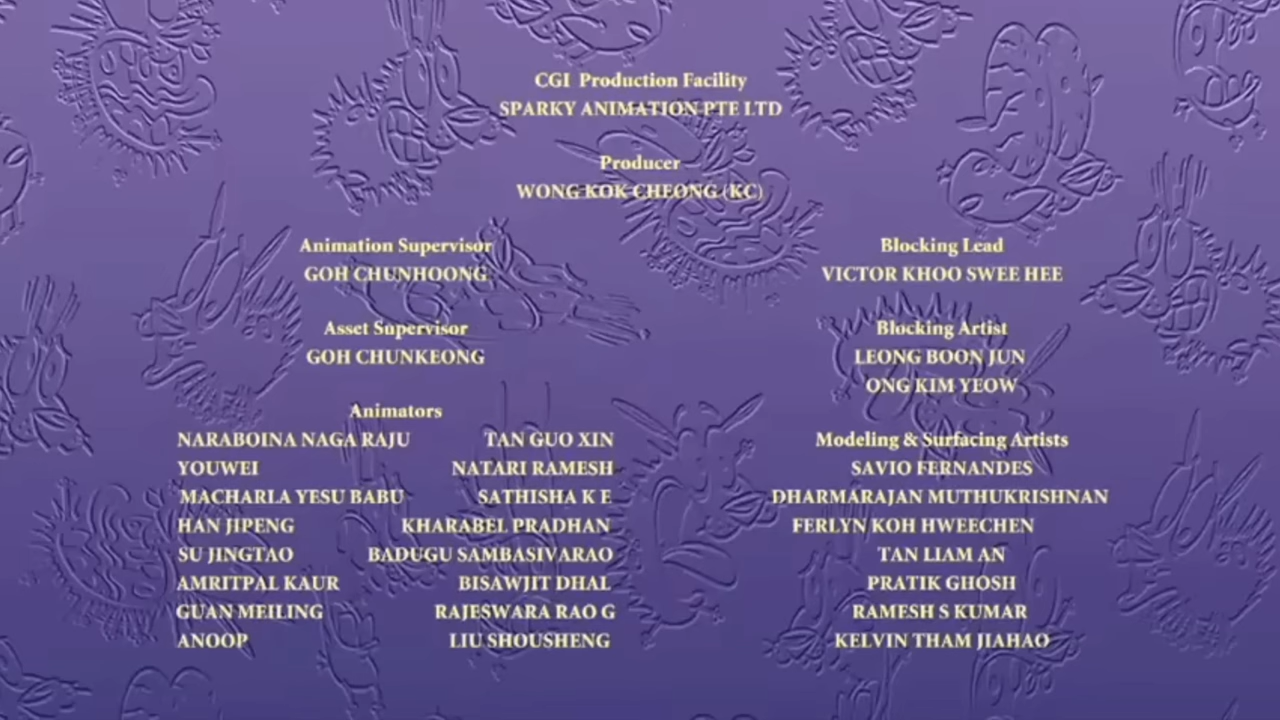 CGI Production Facility
SPARKY ANIMATION PTE LTD
Producer
WONG KOK CHEONG (KC)
Animation Supervisor
GOH CHUNHOONG
Asset Supervisor
GOH CHUNKEONG
Animators
NARABOINA NAGA RAJU TAN GUO XIN
YOUWEI NATARI RAMESH
MACHARLA YESU BABU SATHISHA K E
HAN JIPENG KHARABEL PRADHAN
SU JINGTAO BADUGU SAMBASIVARAO
AMRITPAL KAUR BISAWJIT DHAL
GUAN MEILING RAJESWARA RAO G
ANOOP LIU SHOUSHENG
Blocking Lead
VICTOR KHOO SWEE HEE
Blocking Artist
LEONG BOON JUN
ONG KIM YEOW
Modeling & Surfacing Artists
SAVIO FERNANDES
DHARMARAJAN MUTHUKRISHNAN
FERLYN KOH HWEECHEN
TAN LIAM AN
PRATIK GHOSH
RAMESH S KUMAR
KELVIN THAM JIAHAO